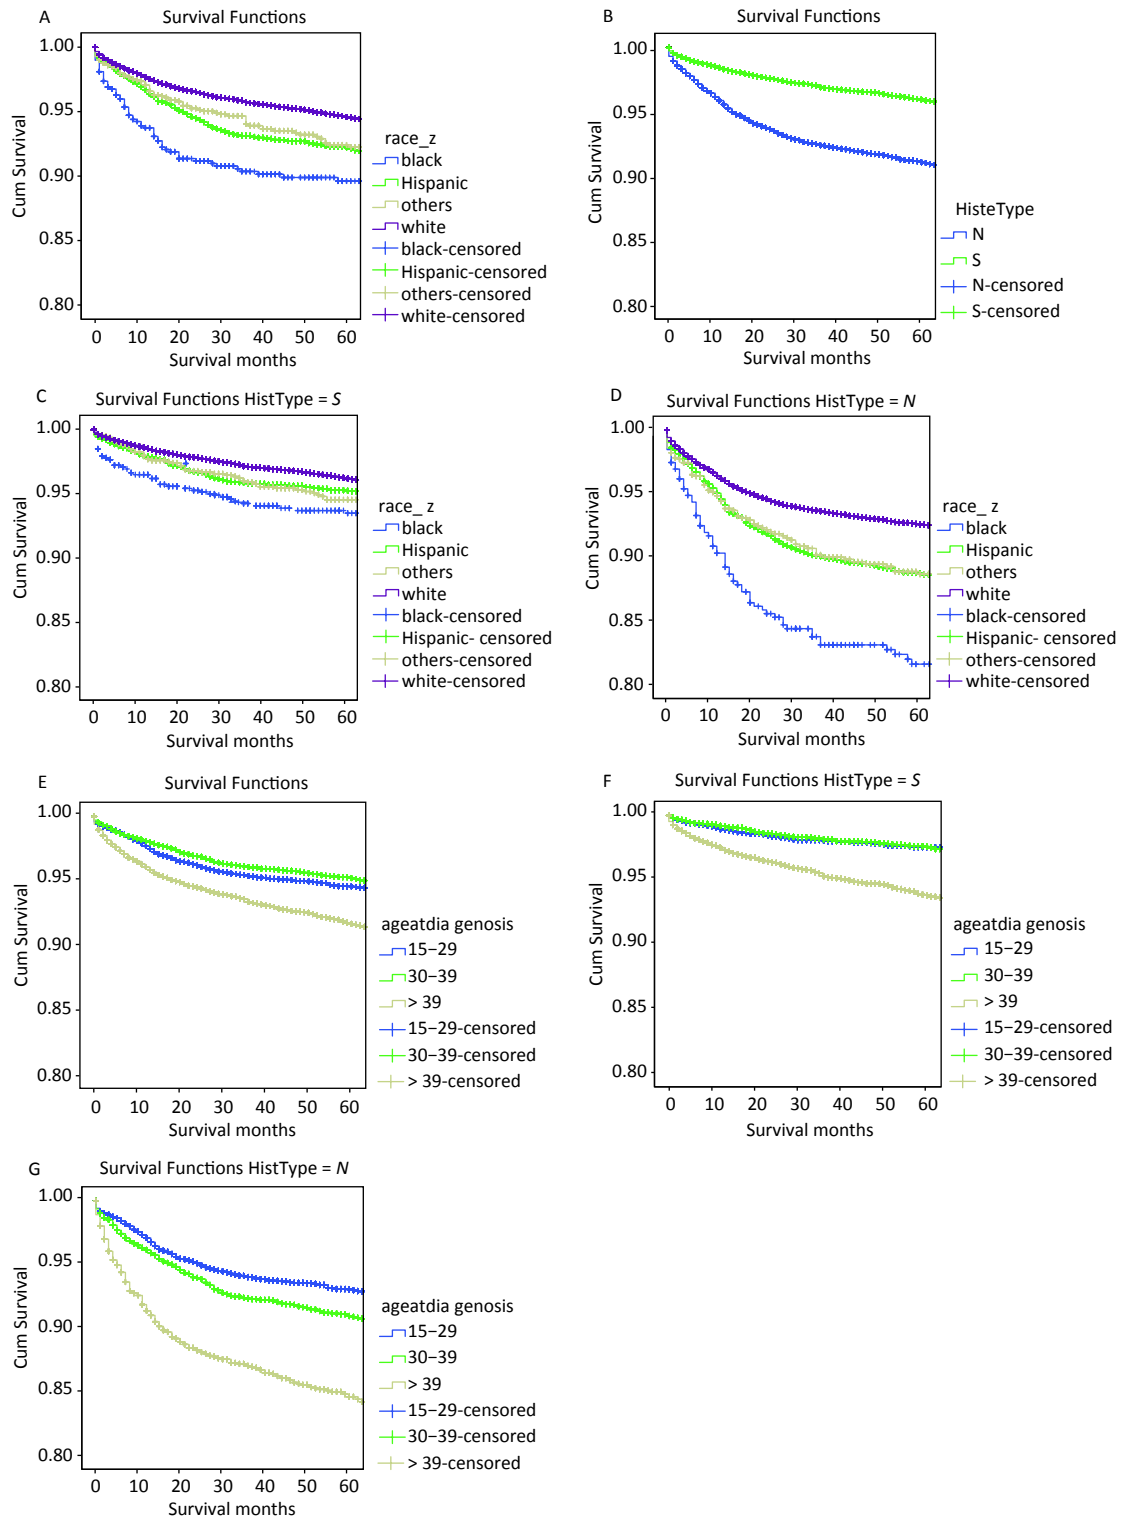 A
Survival Functions
1.00
0.95
0.90
0.85
0.80
Cum Survival
0 10 20 30 40 50 60
Survival months
race_z
black
Hispanic
others
white
black-censored
Hispanic-censored
others-censored
white-censored
B
Survival Functions
1.00
0.95
0.90
0.85
0.80
Cum Survival
0 10 20 30 40 50 60
Survival months
HisteType
N
S
N-censored
S-censored
C
Survival Functions HistType = S
1.00
0.95
0.90
0.85
0.80
Cum Survival
0 10 20 30 40 50 60
Survival months
race_ z
black
Hispanic
others
white
black-censored
Hispanic- censored
others-censored
white-censored
D
Survival Functions HistType = N
1.00
0.95
0.90
0.85
0.80
Cum Survival
0 10 20 30 40 50 60
Survival months
race_ z
black
Hispanic
others
white
black-censored
Hispanic- censored
others-censored
white-censored
E
Survival Functions
1.00
0.95
0.90
0.85
0.80
Cum Survival
0 10 20 30 40 50 60
Survival months
ageatdia genosis
15–29
30–39
> 39
15–29-censored
30–39-censored
> 39-censored
F
Survival Functions HistType = S
1.00
0.95
0.90
0.85
0.80
Cum Survival
0 10 20 30 40 50 60
Survival months
ageatdia genosis
15–29
30–39
> 39
15–29-censored
30–39-censored
> 39-censored
G
Survival Functions HistType = N
1.00
0.95
0.90
0.85
0.80
Cum Survival
0 10 20 30 40 50 60
Survival months
ageatdia genosis
15–29
30–39
> 39
15–29-censored
30–39-censored
> 39-censored